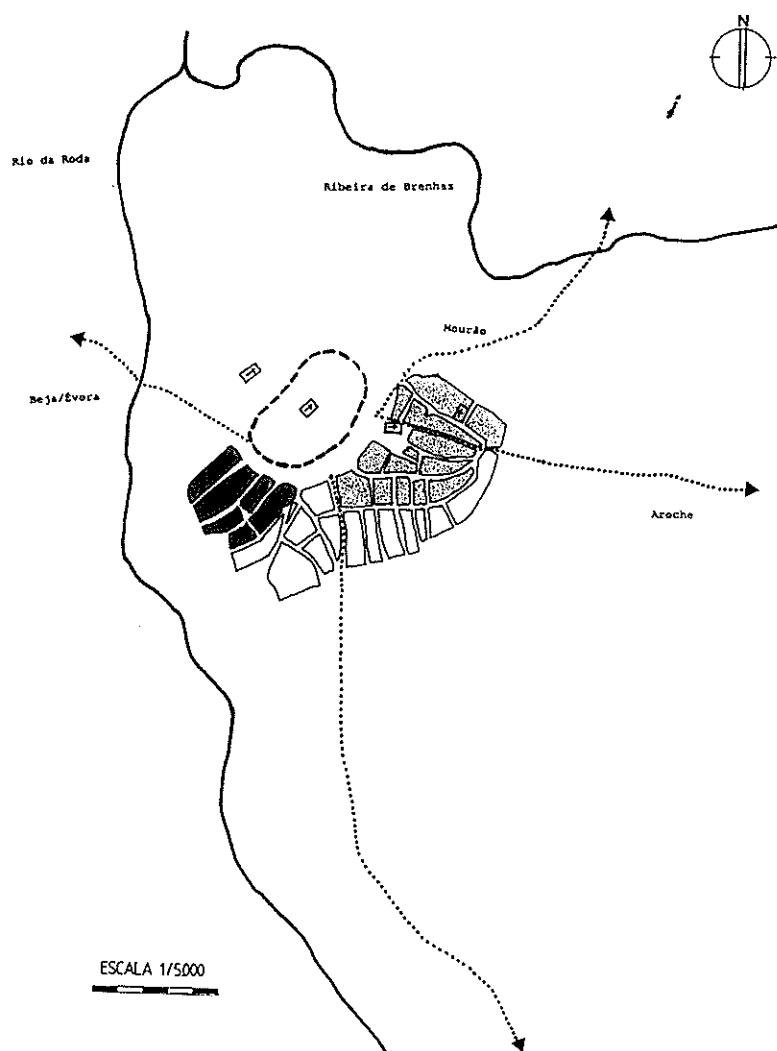 N
Rio da Roda
Ribeira de Brenhas
Mourão
Beja/Évora
Aroche
ESCALA 1/5000